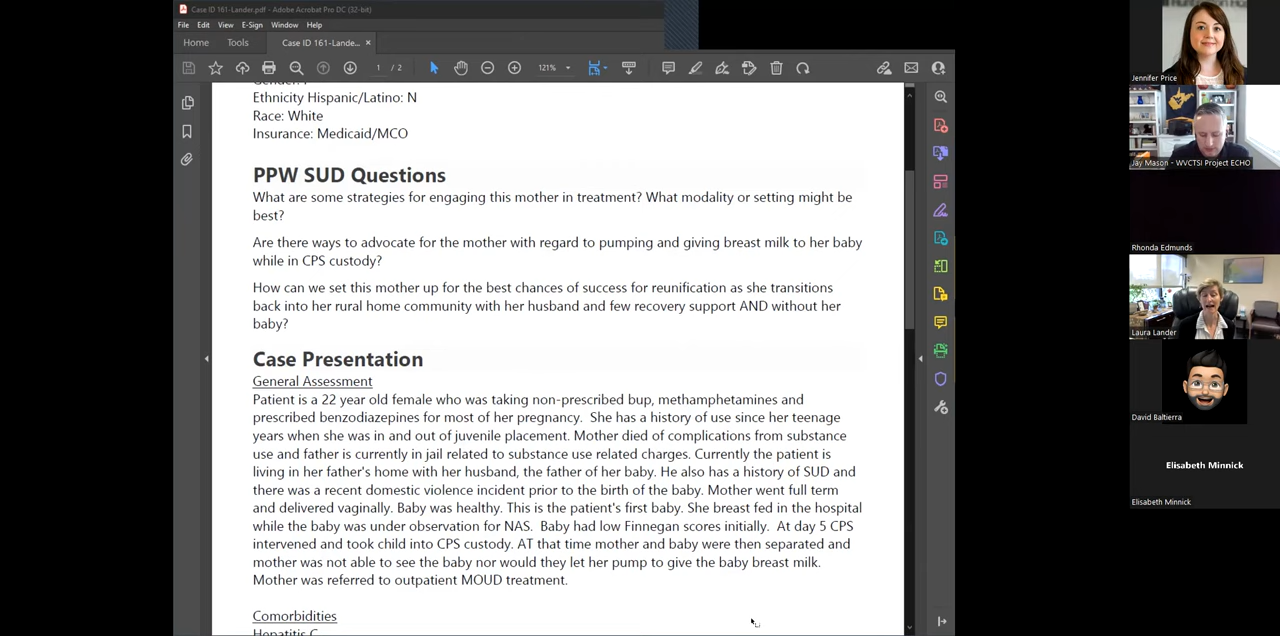 Case ID 161-Lander.pdf - Adobe Acrobat Pro DC (32-bit)
File Edit View E-Sign Window Help
Home Tools Case ID 161-Lande... ×
1 / 2 121%
Ethnicity Hispanic/Latino: N
Race: White
Insurance: Medicaid/MCO
PPW SUD Questions
What are some strategies for engaging this mother in treatment? What modality or setting might be
best?
Are there ways to advocate for the mother with regard to pumping and giving breast milk to her baby
while in CPS custody?
How can we set this mother up for the best chances of success for reunification as she transitions
back into her rural home community with her husband and few recovery support AND without her
baby?
Case Presentation
General Assessment
Patient is a 22 year old female who was taking non-prescribed bup, methamphetamines and
prescribed benzodiazepines for most of her pregnancy.  She has a history of use since her teenage
years when she was in and out of juvenile placement. Mother died of complications from substance
use and father is currently in jail related to substance use related charges. Currently the patient is
living in her father's home with her husband, the father of her baby. He also has a history of SUD and
there was a recent domestic violence incident prior to the birth of the baby. Mother went full term
and delivered vaginally. Baby was healthy. This is the patient's first baby. She breast fed in the hospital
while the baby was under observation for NAS.  Baby had low Finnegan scores initially.  At day 5 CPS
intervened and took child into CPS custody. AT that time mother and baby were then separated and
mother was not able to see the baby nor would they let her pump to give the baby breast milk.
Mother was referred to outpatient MOUD treatment.
Comorbidities
Hepatitis C
Jennifer Price
Jay Mason - WVCTSI Project ECHO
Rhonda Edmunds
Laura Lander
David Baltierra
Elisabeth Minnick
Elisabeth Minnick